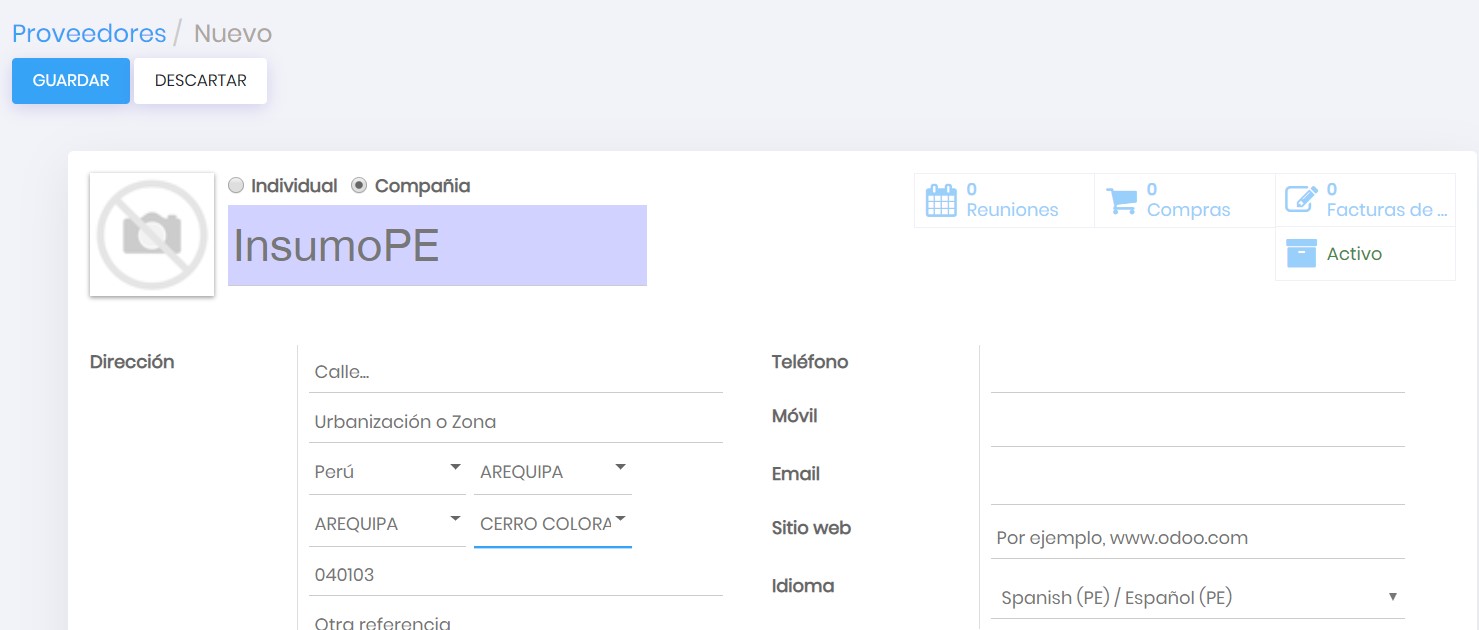 Proveedores / Nuevo
GUARDAR DESCARTAR
Individual Compañia
InsumoPE
0
Reuniones
0
Compras
0
Facturas de ...
Activo
Dirección
Calle...
Urbanización o Zona
Perú AREQUIPA
AREQUIPA CERRO COLORA
040103
Otra referencia
Teléfono
Móvil
Email
Sitio web Por ejemplo, www.odoo.com
Idioma Spanish (PE) / Español (PE)